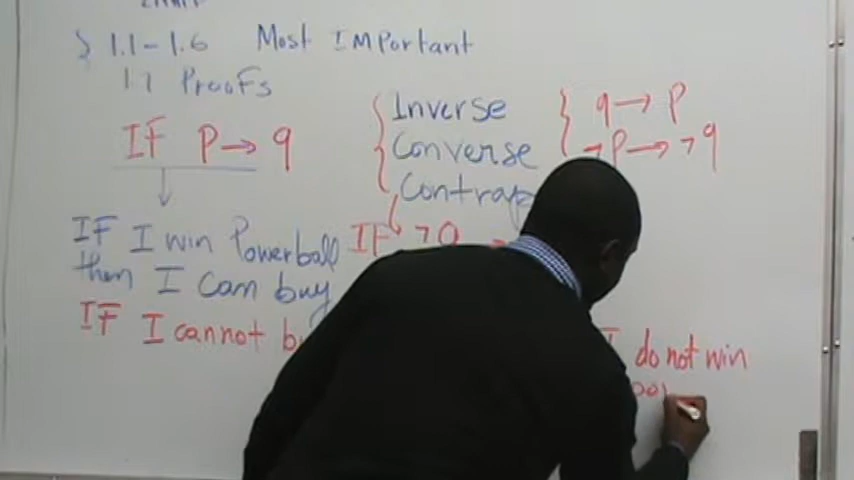 § 1.1 - 1.6 Most Important
1.7 Proofs
IF P → q
Inverse
Converse
Contrap
q → P
¬P → ¬q
IF I win Powerball
then I can buy
IF ¬Q
IF I cannot
do not win